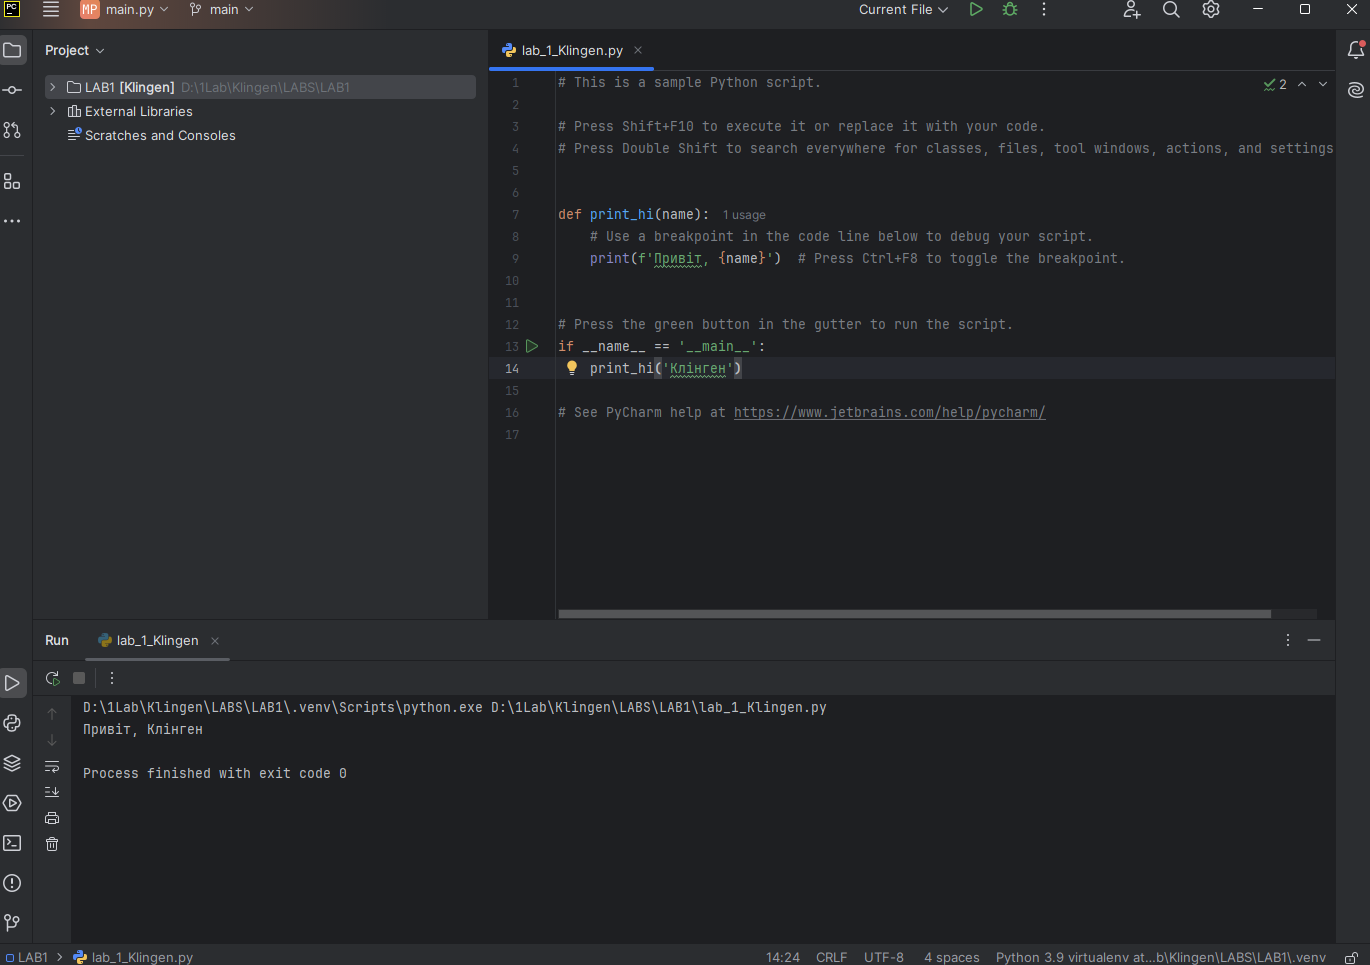 PC
MP main.py
main
Current File
Project
LAB1 [Klingen] D:\1Lab\Klingen\LABS\LAB1
External Libraries
Scratches and Consoles
lab_1_Klingen.py
2
1 # This is a sample Python script.
2
3 # Press Shift+F10 to execute it or replace it with your code.
4 # Press Double Shift to search everywhere for classes, files, tool windows, actions, and settings
5
6
7 def print_hi(name): 1 usage
8 # Use a breakpoint in the code line below to debug your script.
9 print(f'Привіт, {name}') # Press Ctrl+F8 to toggle the breakpoint.
10
11
12 # Press the green button in the gutter to run the script.
13 if __name__ == '__main__':
14 print_hi('Клінген')
15
16 # See PyCharm help at https://www.jetbrains.com/help/pycharm/
17
Run lab_1_Klingen
D:\1Lab\Klingen\LABS\LAB1\.venv\Scripts\python.exe D:\1Lab\Klingen\LABS\LAB1\lab_1_Klingen.py
Привіт, Клінген
Process finished with exit code 0
LAB1 lab_1_Klingen.py
14:24 CRLF UTF-8 4 spaces Python 3.9 virtualenv at...b\Klingen\LABS\LAB1\.venv